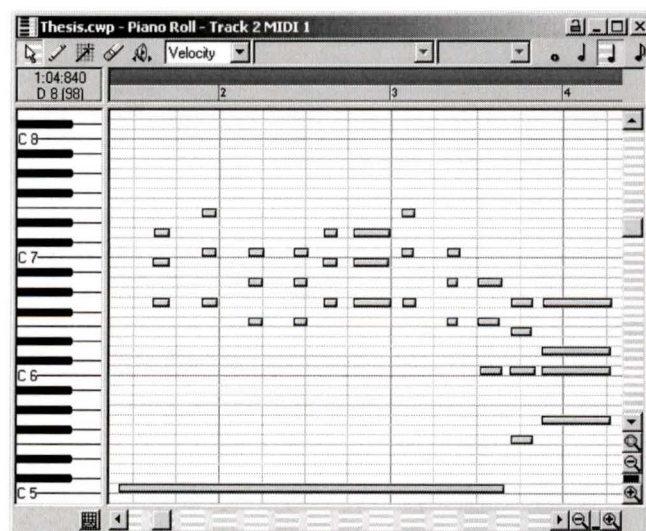 Thesis.cwp - Piano Roll - Track 2 MIDI 1
Velocity
1:04:840
D 8 (98)
2
3
4
C 8
C 7
C 6
C 5